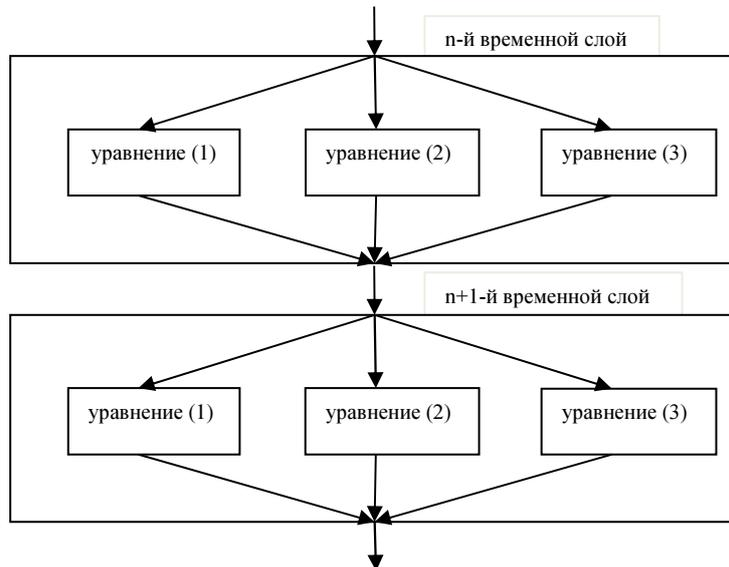 n-й временной слой
уравнение (1)
уравнение (2)
уравнение (3)
n+1-й временной слой
уравнение (1)
уравнение (2)
уравнение (3)